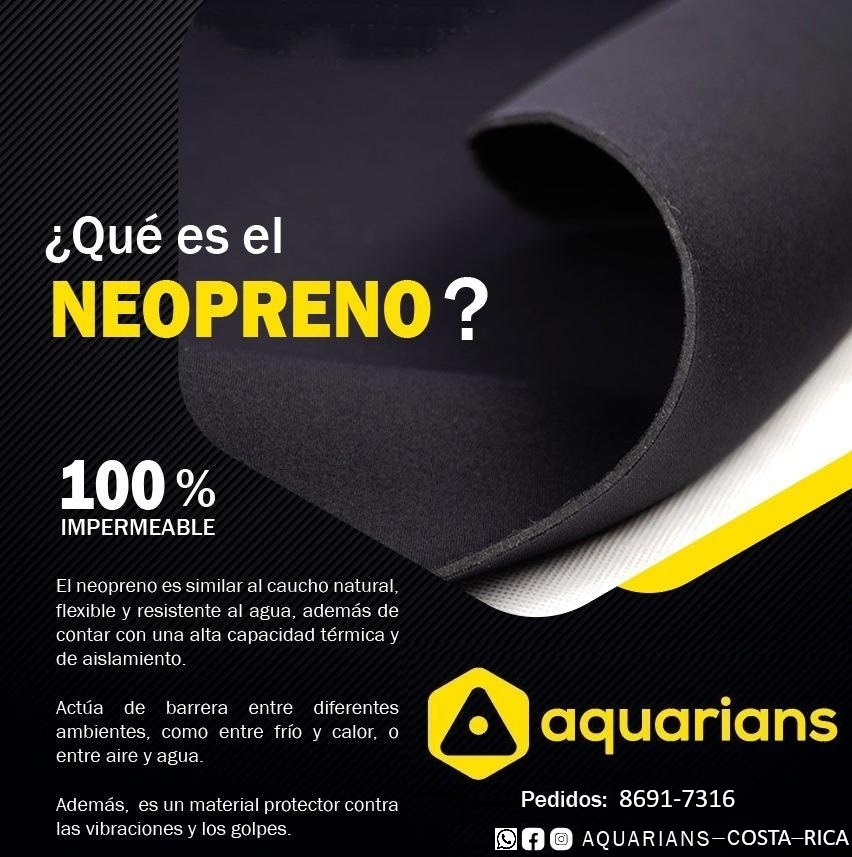 ¿Qué es el
NEOPRENO?
100 %
IMPERMEABLE
El neopreno es similar al caucho natural,
flexible y resistente al agua, además de
contar con una alta capacidad térmica y
de aislamiento.
Actúa de barrera entre diferentes
ambientes, como entre frío y calor, o
entre aire y agua.
Además, es un material protector contra
las vibraciones y los golpes.
aquarians
Pedidos: 8691-7316
AQUARIANS-COSTA-RICA